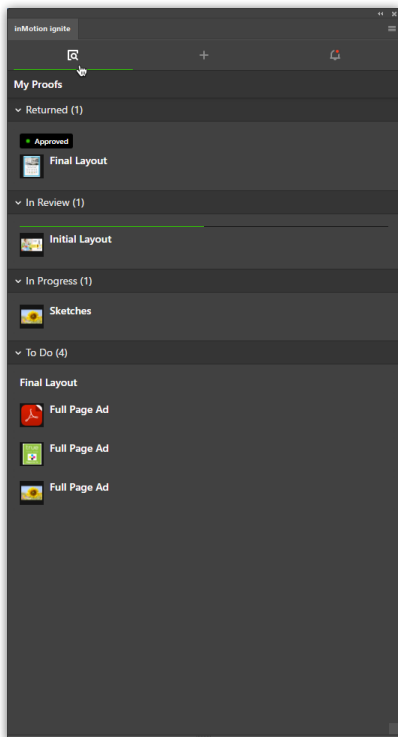 inMotion ignite
My Proofs
Returned (1)
Approved
Final Layout
In Review (1)
Initial Layout
In Progress (1)
Sketches
To Do (4)
Final Layout
Full Page Ad
Full Page Ad
Full Page Ad